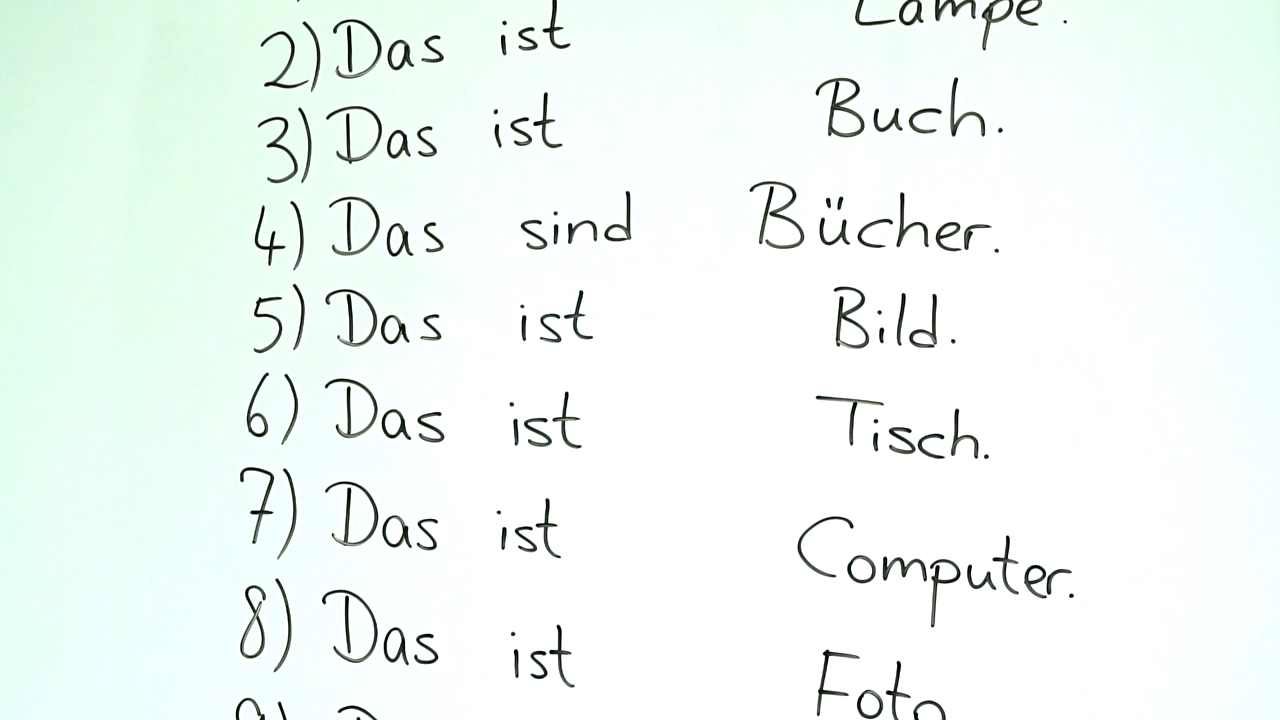 2) Das ist Lampe.
3) Das ist Buch.
4) Das sind Bücher.
5) Das ist Bild.
6) Das ist Tisch.
7) Das ist Computer.
8) Das ist Foto